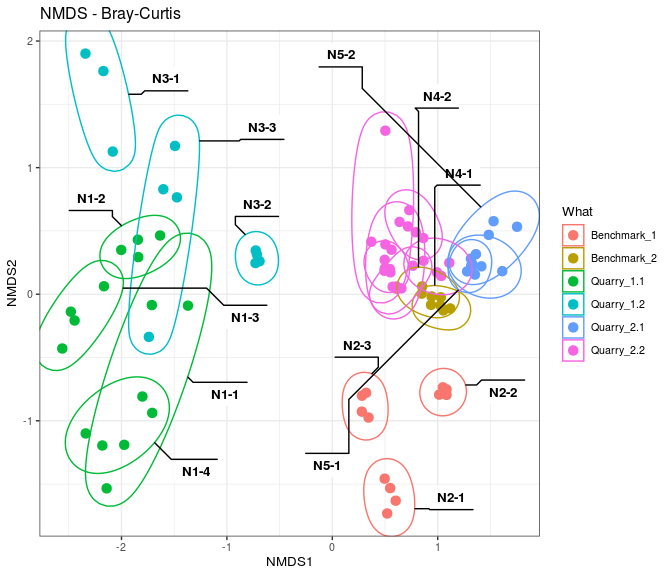 NMDS - Bray-Curtis
N5-2
N3-1
N4-2
N3-3
N4-1
N1-2
N3-2
N1-3
N2-3
N1-1
N2-2
N5-1
N1-4
N2-1
2
1
0
-1
NMDS2
-2
-1
0
1
NMDS1
What
Benchmark_1
Benchmark_2
Quarry_1.1
Quarry_1.2
Quarry_2.1
Quarry_2.2